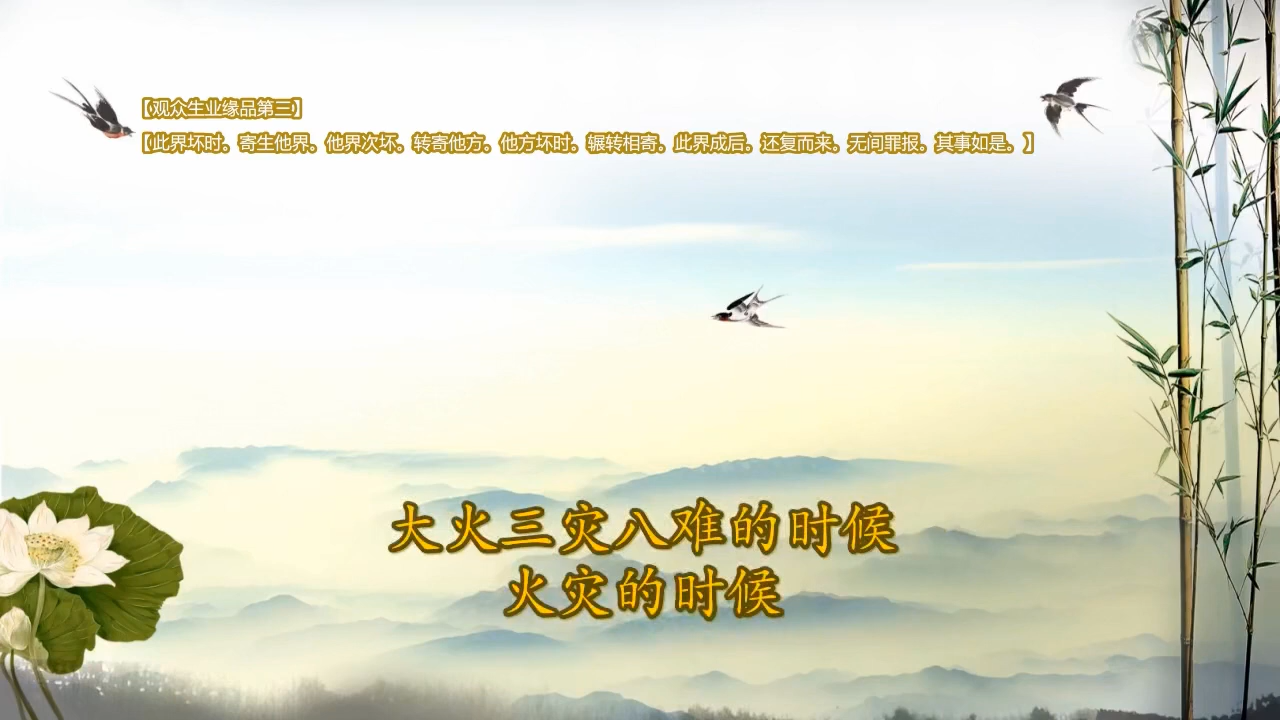 【观众生业缘品第三】
【此界坏时。寄生他界。他界次坏。转寄他方。他方坏时。辗转相寄。此界成后。还复而来。无间罪报。其事如是。】
大火三灾八难的时候
火灾的时候